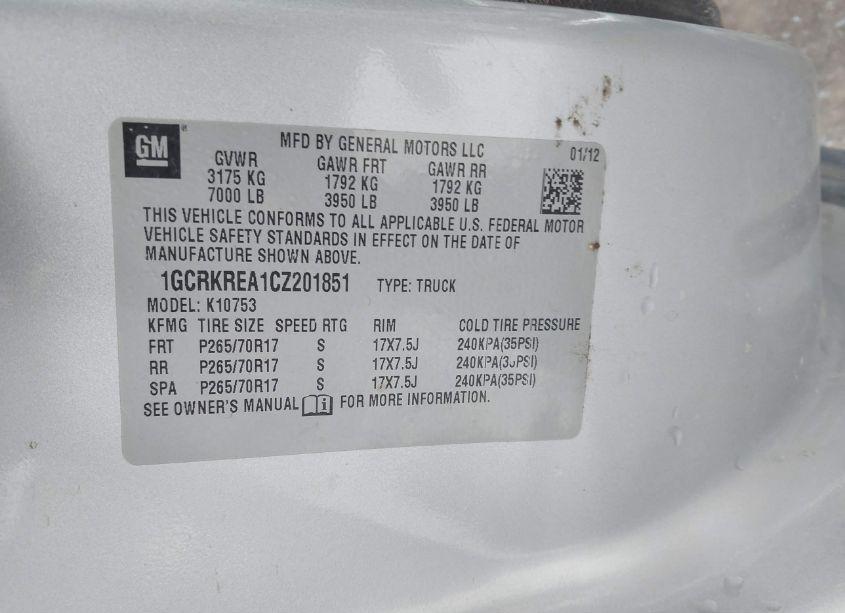 GM
MFD BY GENERAL MOTORS LLC 01/12
GVWR GAWR FRT GAWR RR
3175 KG 1792 KG 1792 KG
7000 LB 3950 LB 3950 LB
THIS VEHICLE CONFORMS TO ALL APPLICABLE U.S. FEDERAL MOTOR
VEHICLE SAFETY STANDARDS IN EFFECT ON THE DATE OF
MANUFACTURE SHOWN ABOVE.
1GCRKREA1CZ201851 TYPE: TRUCK
MODEL: K10753
KFMG TIRE SIZE SPEED RTG RIM COLD TIRE PRESSURE
FRT P265/70R17 S 17X7.5J 240KPA(35PSI)
RR P265/70R17 S 17X7.5J 240KPA(35PSI)
SPA P265/70R17 S 17X7.5J 240KPA(35PSI)
SEE OWNER'S MANUAL i FOR MORE INFORMATION.